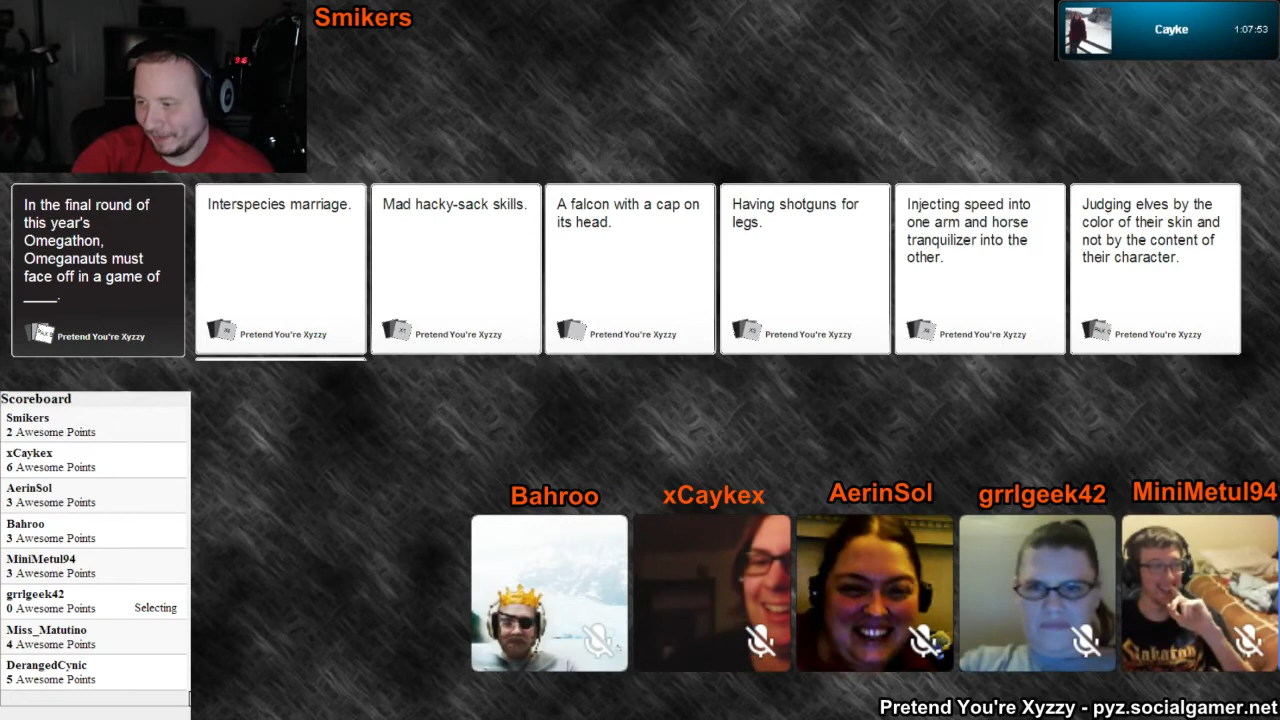 Smikers
Cayke
1:07:53
In the final round of
this year's
Omegathon,
Omeganauts must
face off in a game of
____.
Pretend You're Xyzzy
Interspecies marriage.
Pretend You're Xyzzy
Mad hacky-sack skills.
Pretend You're Xyzzy
A falcon with a cap on
its head.
Pretend You're Xyzzy
Having shotguns for
legs.
Pretend You're Xyzzy
Injecting speed into
one arm and horse
tranquilizer into the
other.
Pretend You're Xyzzy
Judging elves by the
color of their skin and
not by the content of
their character.
Pretend You're Xyzzy
Scoreboard
Smikers
2 Awesome Points
xCaykex
6 Awesome Points
AerinSol
3 Awesome Points
Bahroo
3 Awesome Points
MiniMetul94
3 Awesome Points
grrlgeek42
0 Awesome Points Selecting
Miss_Matutino
4 Awesome Points
DerangedCynic
5 Awesome Points
Bahroo
xCaykex
AerinSol
grrlgeek42
MiniMetul94
Pretend You're Xyzzy - pyz.socialgamer.net